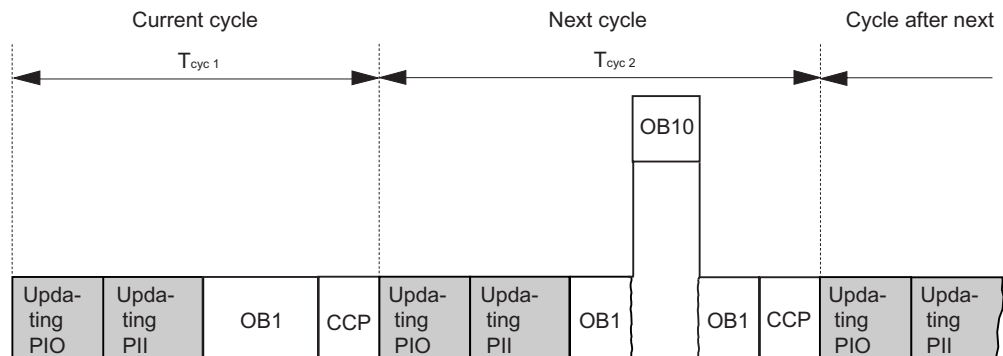 Current cycle
Next cycle
Cycle after next
Tcyc 1
Tcyc 2
OB10
Upda-
ting
PIO
Upda-
ting
PII
OB1
CCP
Upda-
ting
PIO
Upda-
ting
PII
OB1
OB1
CCP
Upda-
ting
PIO
Upda-
ting
PII